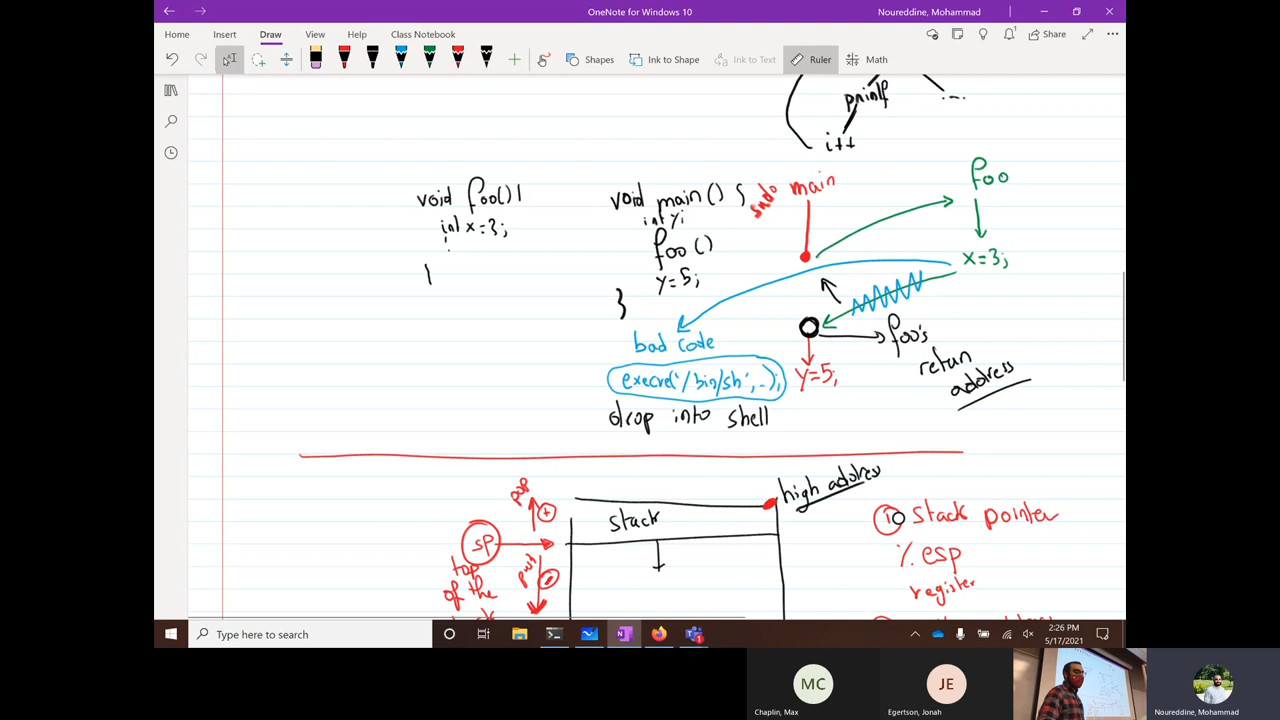 OneNote for Windows 10
Noureddine, Mohammad
Home Insert Draw View Help Class Notebook
Share
Shapes
Ink to Shape
Ink to Text
Ruler
Math
printf
...
i++
void foo() {
int x=3;
}
void main() {
int y;
foo()
y=5;
}
sudo main
foo
x=3;
foo's
return
address
y=5;
bad code
execve('/bin/sh', ..);
drop into shell
high address
stack
pop
+
sp
push
-
top
of the
1 stack pointer
% esp
register
Type here to search
2:26 PM
5/17/2021
MC
Chaplin, Max
JE
Egertson, Jonah
Noureddine, Mohammad